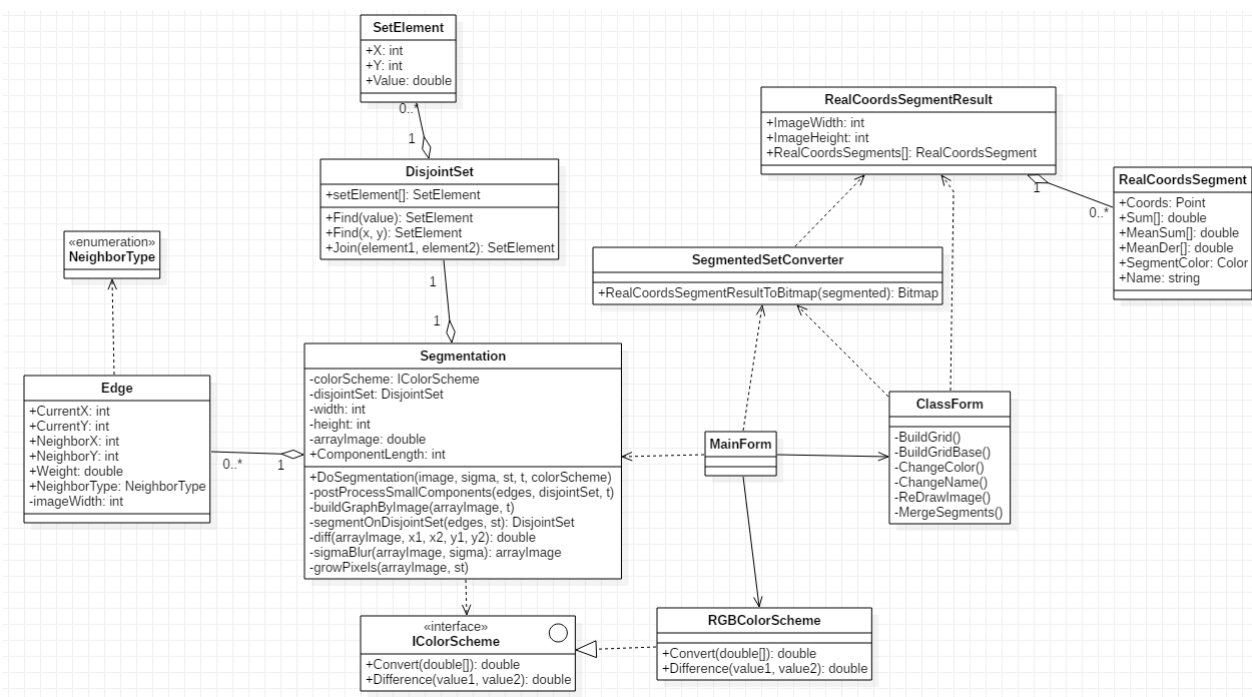 SetElement
+X: int
+Y: int
+Value: double
0..*
1
DisjointSet
+setElement[]: SetElement
+Find(value): SetElement
+Find(x, y): SetElement
+Join(element1, element2): SetElement
1
1
«enumeration»
NeighborType
Edge
+CurrentX: int
+CurrentY: int
+NeighborX: int
+NeighborY: int
+Weight: double
+NeighborType: NeighborType
-imageWidth: int
0..*
1
Segmentation
-colorScheme: IColorScheme
-disjointSet: DisjointSet
-width: int
-height: int
-arrayImage: double
+ComponentLength: int
+DoSegmentation(image, sigma, st, t, colorScheme)
-postProcessSmallComponents(edges, disjointSet, t)
-buildGraphByImage(arrayImage, t)
-segmentOnDisjointSet(edges, st): DisjointSet
-diff(arrayImage, x1, x2, y1, y2): double
-sigmaBlur(arrayImage, sigma): arrayImage
-growPixels(arrayImage, st)
«interface»
IColorScheme
+Convert(double[]): double
+Difference(value1, value2): double
RGBColorScheme
+Convert(double[]): double
+Difference(value1, value2): double
MainForm
ClassForm
-BuildGrid()
-BuildGridBase()
-ChangeColor()
-ChangeName()
-ReDrawImage()
-MergeSegments()
SegmentedSetConverter
+RealCoordsSegmentResultToBitmap(segmented): Bitmap
RealCoordsSegmentResult
+ImageWidth: int
+ImageHeight: int
+RealCoordsSegments[]: RealCoordsSegment
1
0..*
RealCoordsSegment
+Coords: Point
+Sum[]: double
+MeanSum[]: double
+MeanDer[]: double
+SegmentColor: Color
+Name: string